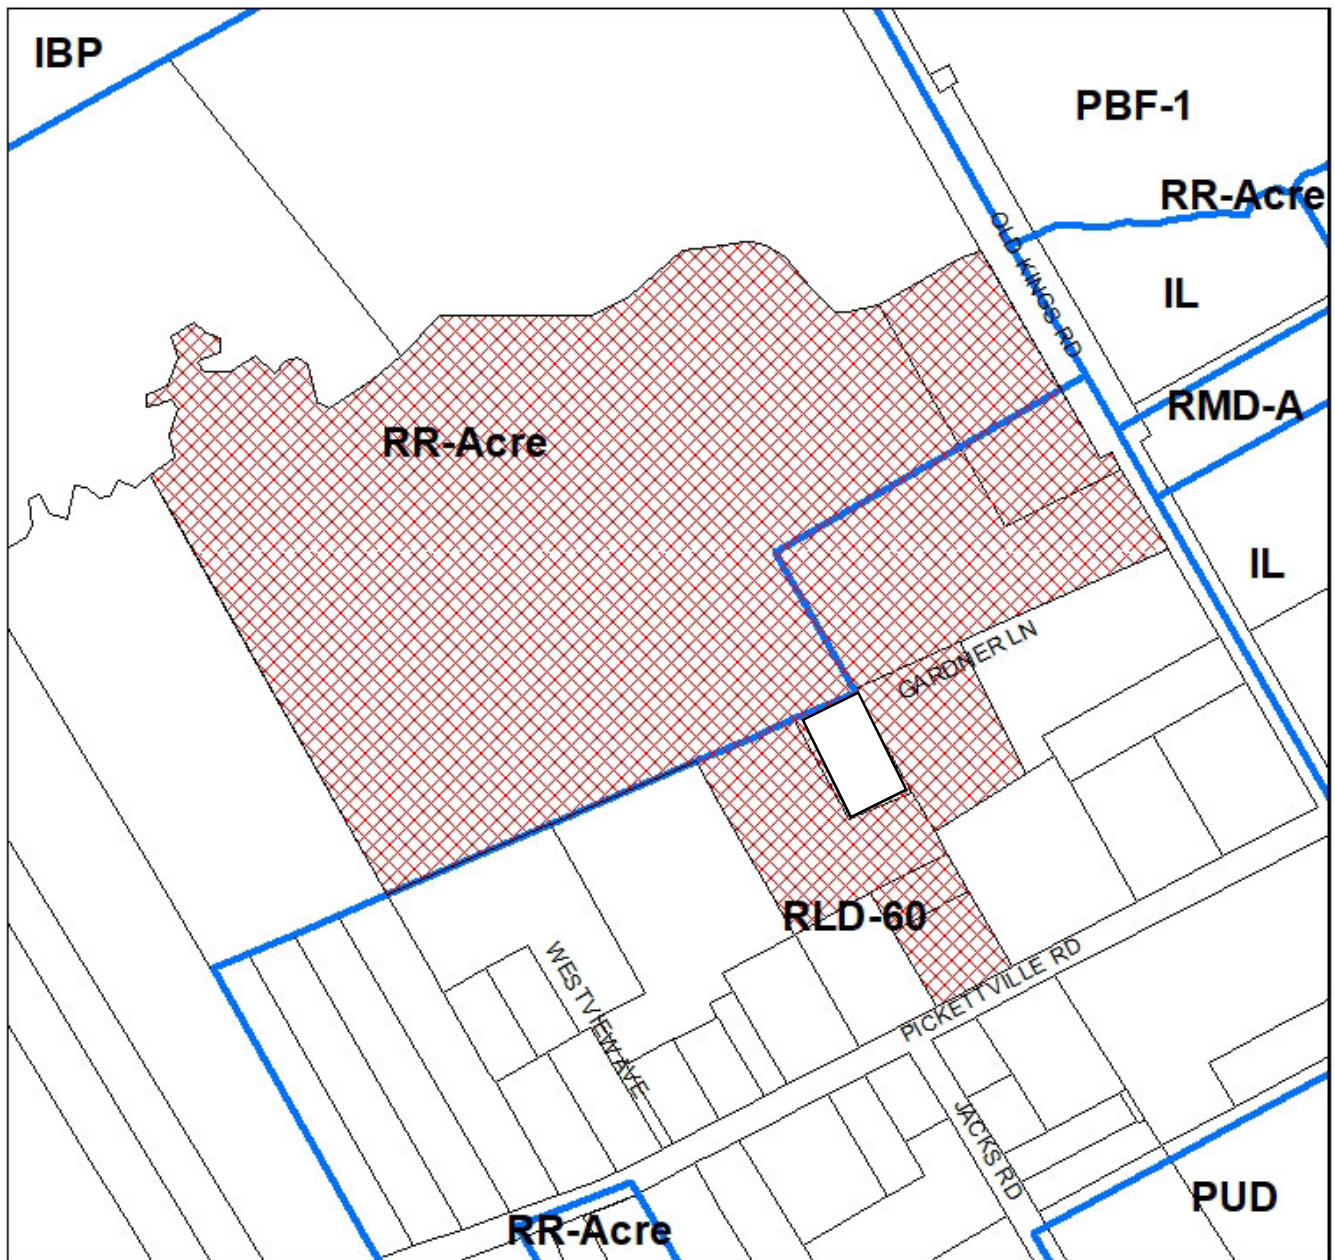 IBP
PBF-1
RR-Acre
OLD KINGS RD
IL
RMD-A
RR-Acre
IL
GARDNER LN
RLD-60
WESTVIEW AVE
PICKETTVILLE RD
JACKS RD
PUD
RR-Acre